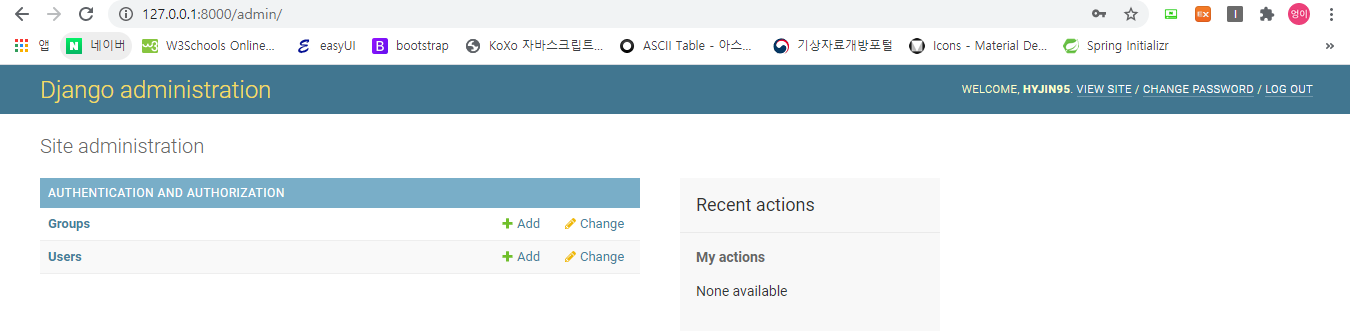 127.0.0.1:8000/admin/
앱 네이버 W3Schools Online... easyUI bootstrap KoXo 자바스크립트... ASCII Table - 아스... 기상자료개방포털 Icons - Material De... Spring Initializr »
Django administration
WELCOME, HYJIN95. VIEW SITE / CHANGE PASSWORD / LOG OUT
Site administration
AUTHENTICATION AND AUTHORIZATION
Groups Add Change
Users Add Change
Recent actions
My actions
None available